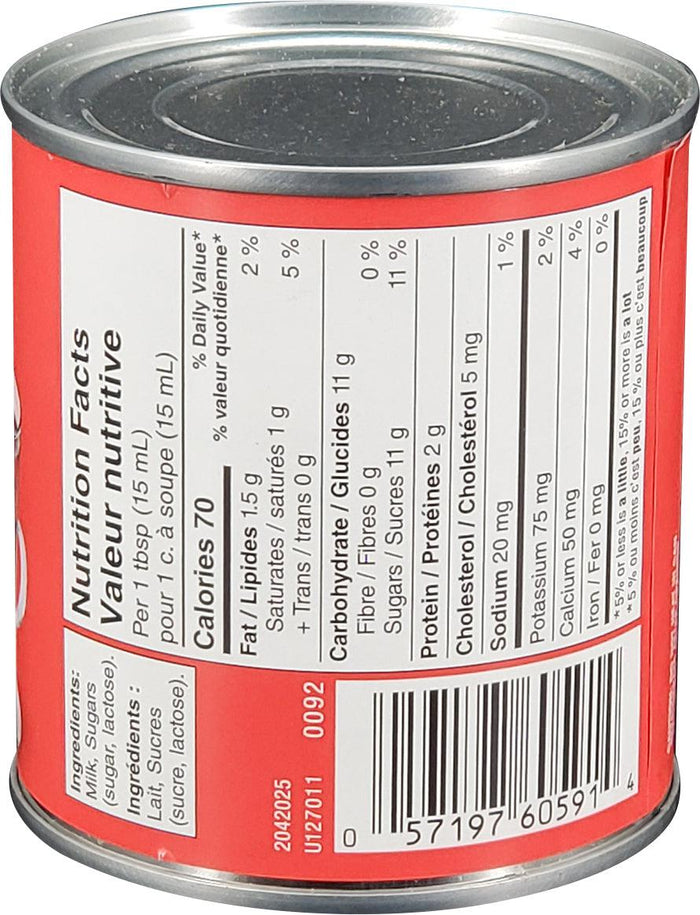 Nutrition Facts
Valeur nutritive
Per 1 tbsp (15 mL)
pour 1 c. à soupe (15 mL)
Calories 70
% Daily Value*
% valeur quotidienne*
Fat / Lipides 1.5 g 2 %
Saturates / saturés 1 g
+ Trans / trans 0 g 5 %
Carbohydrate / Glucides 11 g
Fibre / Fibres 0 g 0 %
Sugars / Sucres 11 g 11 %
Protein / Protéines 2 g
Cholesterol / Cholestérol 5 mg
Sodium 20 mg 1 %
Potassium 75 mg 2 %
Calcium 50 mg 4 %
Iron / Fer 0 mg 0 %
*5% or less is a little, 15% or more is a lot
*5 % ou moins c'est peu, 15 % ou plus c'est beaucoup
Ingredients:
Milk, Sugars
(sugar, lactose).
Ingrédients :
Lait, Sucres
(sucre, lactose).
2042025
U127011 0092
0 57197 60591 4